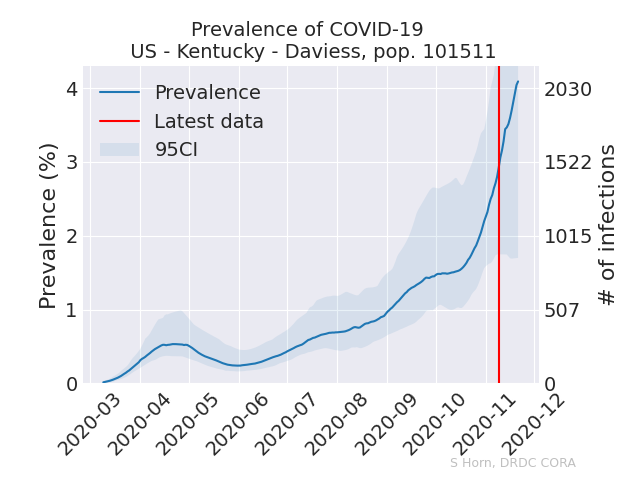 Prevalence of COVID-19
US - Kentucky - Daviess, pop. 101511
Prevalence
Latest data
95CI
Prevalence (%)
4
3
2
1
0
2030
1522
1015
507
0
# of infections
2020-03
2020-04
2020-05
2020-06
2020-07
2020-08
2020-09
2020-10
2020-11
2020-12
S Horn, DRDC CORA